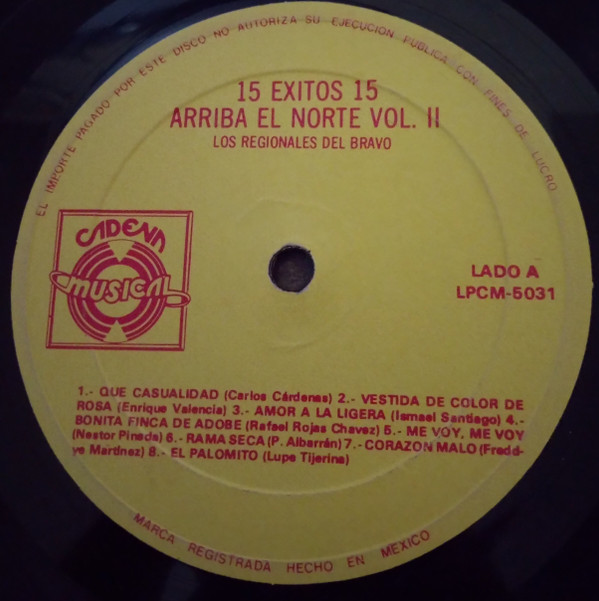 EL IMPORTE PAGADO POR ESTE DISCO NO AUTORIZA SU EJECUCION PUBLICA CON FINES DE LUCRO
15 EXITOS 15
ARRIBA EL NORTE VOL. II
LOS REGIONALES DEL BRAVO
CADENA
MUSICAL
LADO A
LPCM-5031
1.- QUE CASUALIDAD (Carlos Cárdenas) 2.- VESTIDA DE COLOR DE
ROSA (Enrique Valencia) 3.- AMOR A LA LIGERA (Ismael Santiago) 4.-
BONITA FINCA DE ADOBE (Rafael Rojas Chavez) 5.- ME VOY, ME VOY
(Nestor Pineda) 6.- RAMA SECA (P. Albarrán) 7.- CORAZON MALO (Fredd-
ye Martínez) 8.- EL PALOMITO (Lupe Tijerina)
MARCA REGISTRADA HECHO EN MEXICO